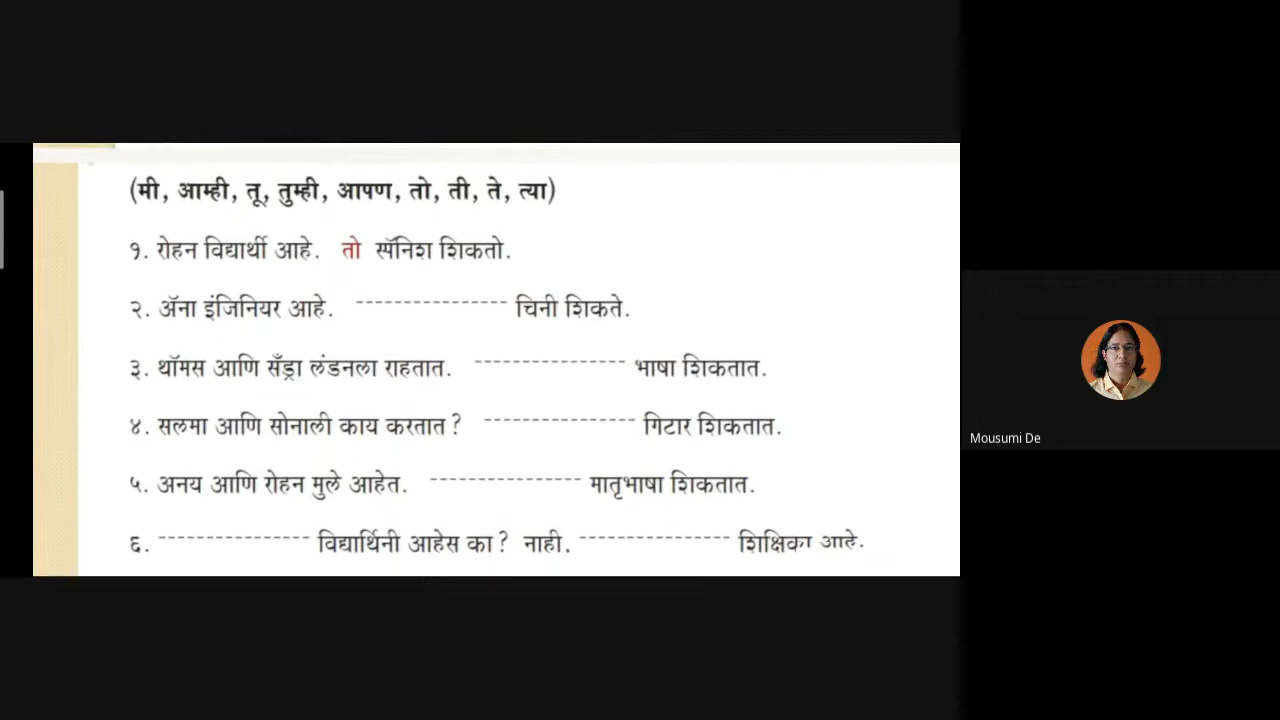 (मी, आम्ही, तू, तुम्ही, आपण, तो, ती, ते, त्या)
१. रोहन विद्यार्थी आहे. तो स्पॅनिश शिकतो.
२. ॲना इंजिनियर आहे. ---------------- चिनी शिकते.
३. थॉमस आणि सँड्रा लंडनला राहतात. ---------------- भाषा शिकतात.
४. सलमा आणि सोनाली काय करतात? ---------------- गिटार शिकतात.
५. अनय आणि रोहन मुले आहेत. ---------------- मातृभाषा शिकतात.
६. ---------------- विद्यार्थिनी आहेस का? नाही. ---------------- शिक्षिका आहे.
Mousumi De